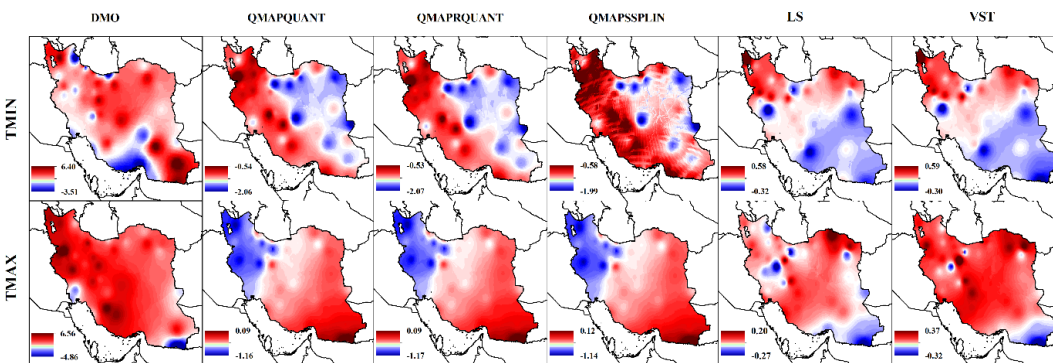 DMO QMAPQUANT QMAPRQUANT QMAPSSPLIN LS VST
TMIN
6.40 -0.54 -0.53 -0.58 0.58 0.59
-3.51 -2.06 -2.07 -1.99 -0.32 -0.30
TMAX
6.56 0.09 0.09 0.12 0.20 0.37
-4.86 -1.16 -1.17 -1.14 -0.27 -0.32